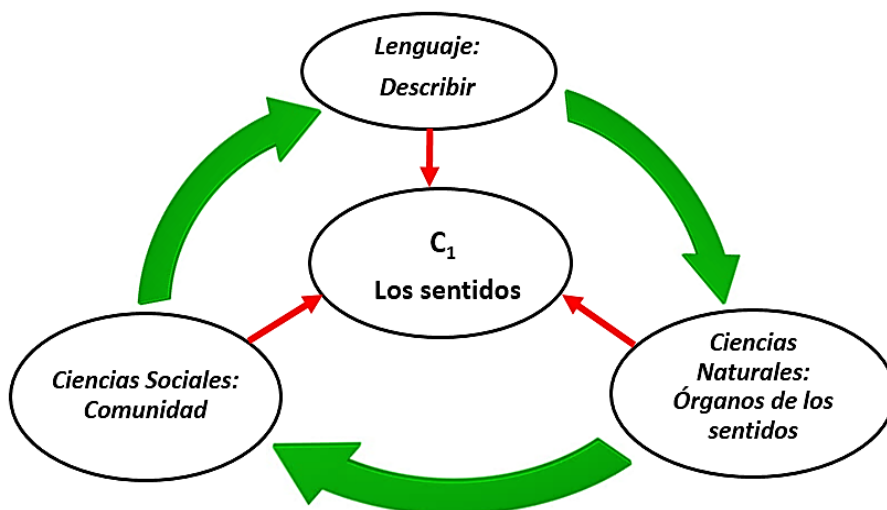 Lenguaje:
Describir
C₁
Los sentidos
Ciencias Sociales:
Comunidad
Ciencias
Naturales:
Órganos de los
sentidos